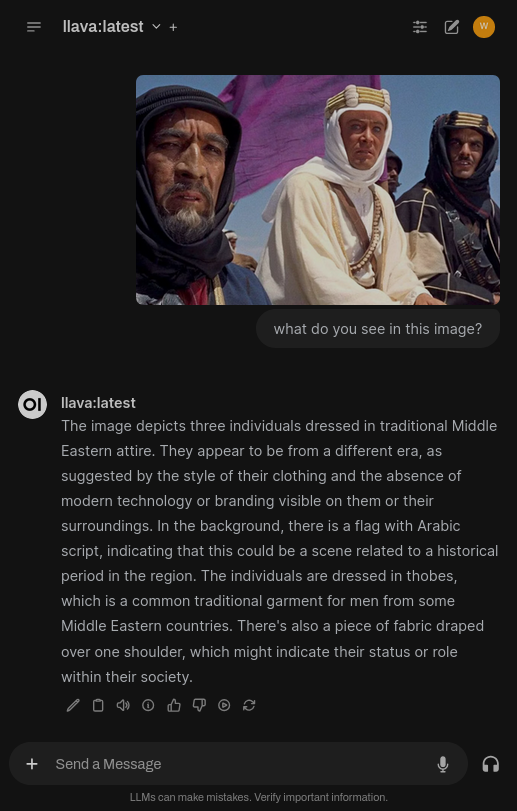 llava:latest
W
what do you see in this image?
OI
llava:latest
The image depicts three individuals dressed in traditional Middle
Eastern attire. They appear to be from a different era, as
suggested by the style of their clothing and the absence of
modern technology or branding visible on them or their
surroundings. In the background, there is a flag with Arabic
script, indicating that this could be a scene related to a historical
period in the region. The individuals are dressed in thobes,
which is a common traditional garment for men from some
Middle Eastern countries. There's also a piece of fabric draped
over one shoulder, which might indicate their status or role
within their society.
Send a Message
LLMs can make mistakes. Verify important information.